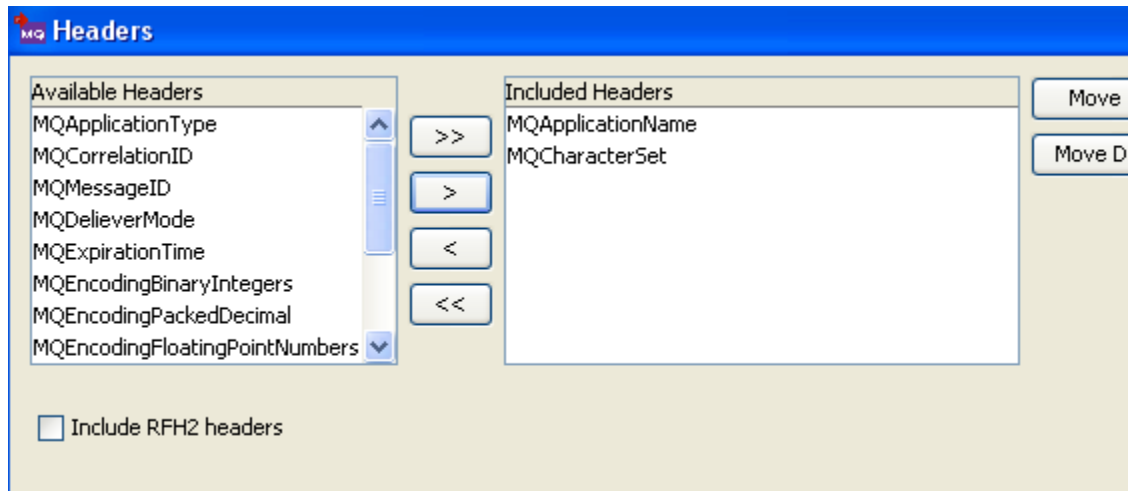 MQ Headers
Available Headers
MQApplicationType
MQCorrelationID
MQMessageID
MQDelieverMode
MQExpirationTime
MQEncodingBinaryIntegers
MQEncodingPackedDecimal
MQEncodingFloatingPointNumbers
>>
>
<
<<
Included Headers
MQApplicationName
MQCharacterSet
Move
Move D
Include RFH2 headers